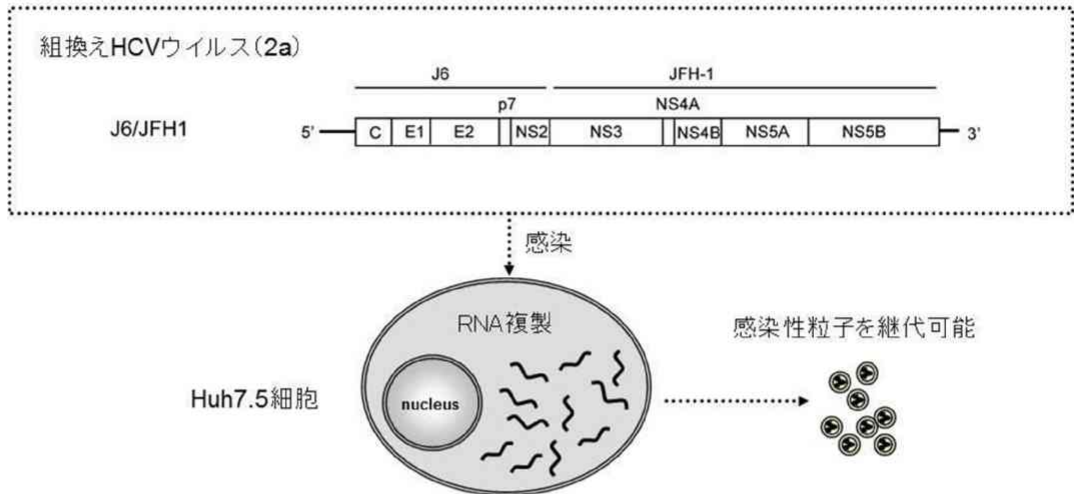 組換えHCVウイルス(2a)
J6 JFH-1
p7 NS4A
J6/JFH1 5’ C E1 E2 NS2 NS3 NS4B NS5A NS5B 3’
感染
RNA複製
感染性粒子を継代可能
Huh7.5細胞 nucleus